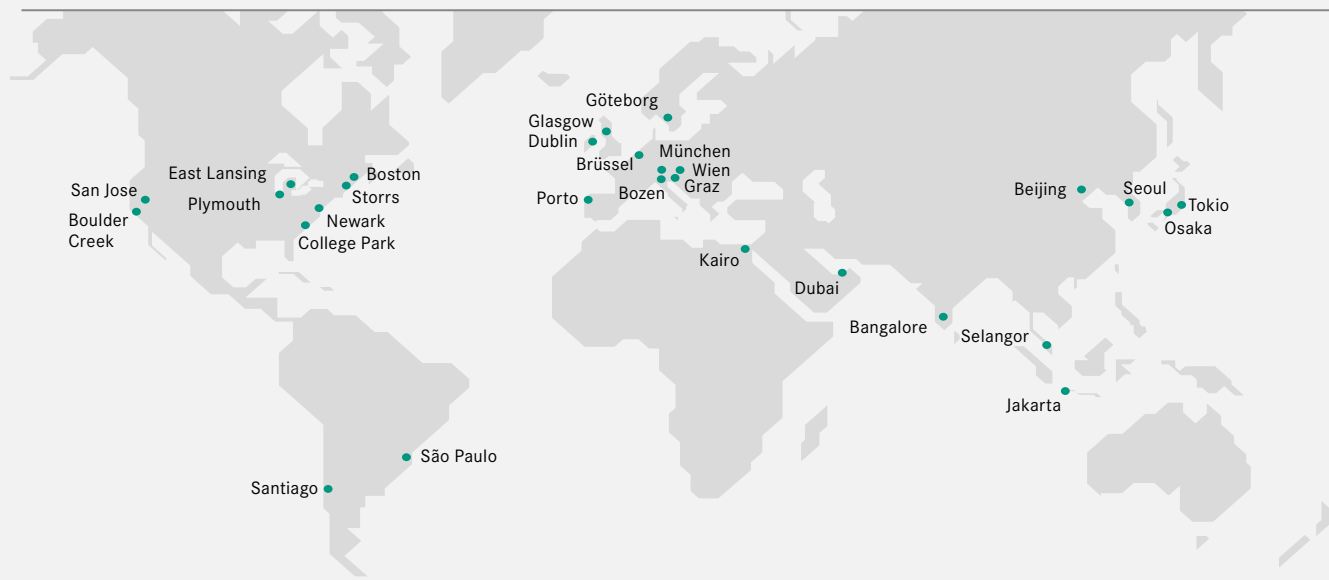 Göteborg
Glasgow
Dublin
München
Brüssel
Wien
Bozen
Graz
Porto
East Lansing
Boston
San Jose
Plymouth
Storrs
Boulder
Creek
Newark
College Park
Beijing
Seoul
Tokio
Osaka
Kairo
Dubai
Bangalore
Selangor
Jakarta
São Paulo
Santiago